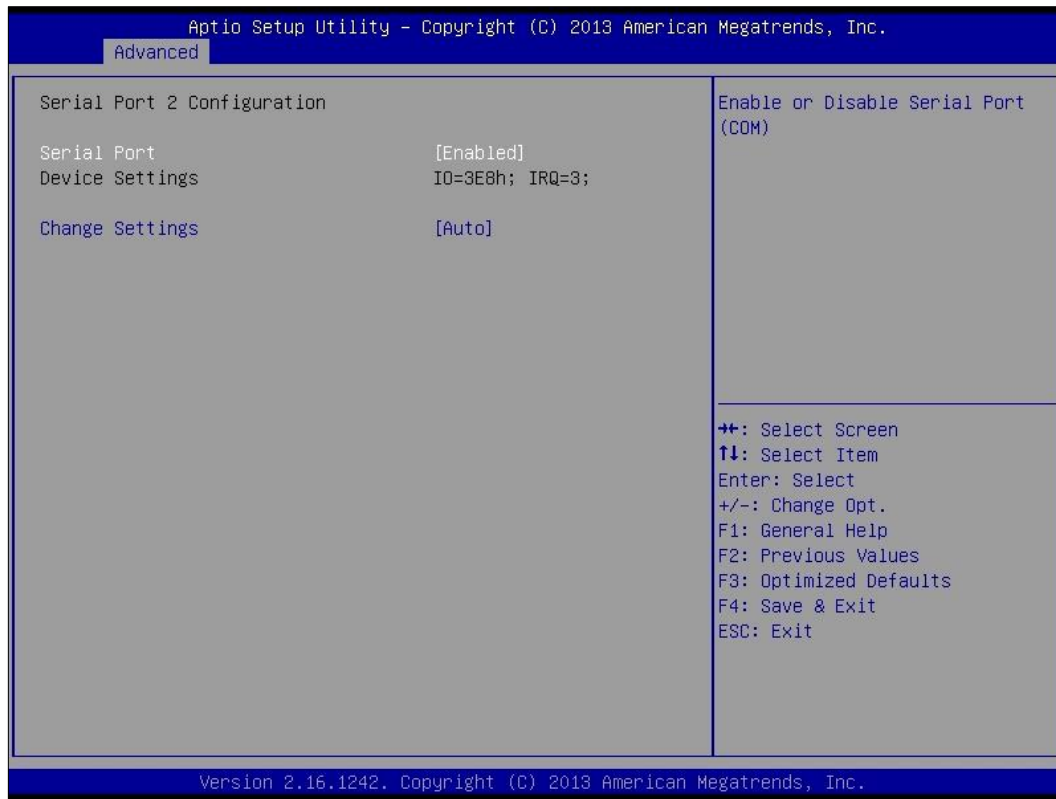 Aptio Setup Utility – Copyright (C) 2013 American Megatrends, Inc.
Advanced
Serial Port 2 Configuration
Serial Port [Enabled]
Device Settings IO=3E8h; IRQ=3;
Change Settings [Auto]
Enable or Disable Serial Port
(COM)
→←: Select Screen
↑↓: Select Item
Enter: Select
+/-: Change Opt.
F1: General Help
F2: Previous Values
F3: Optimized Defaults
F4: Save & Exit
ESC: Exit
Version 2.16.1242. Copyright (C) 2013 American Megatrends, Inc.